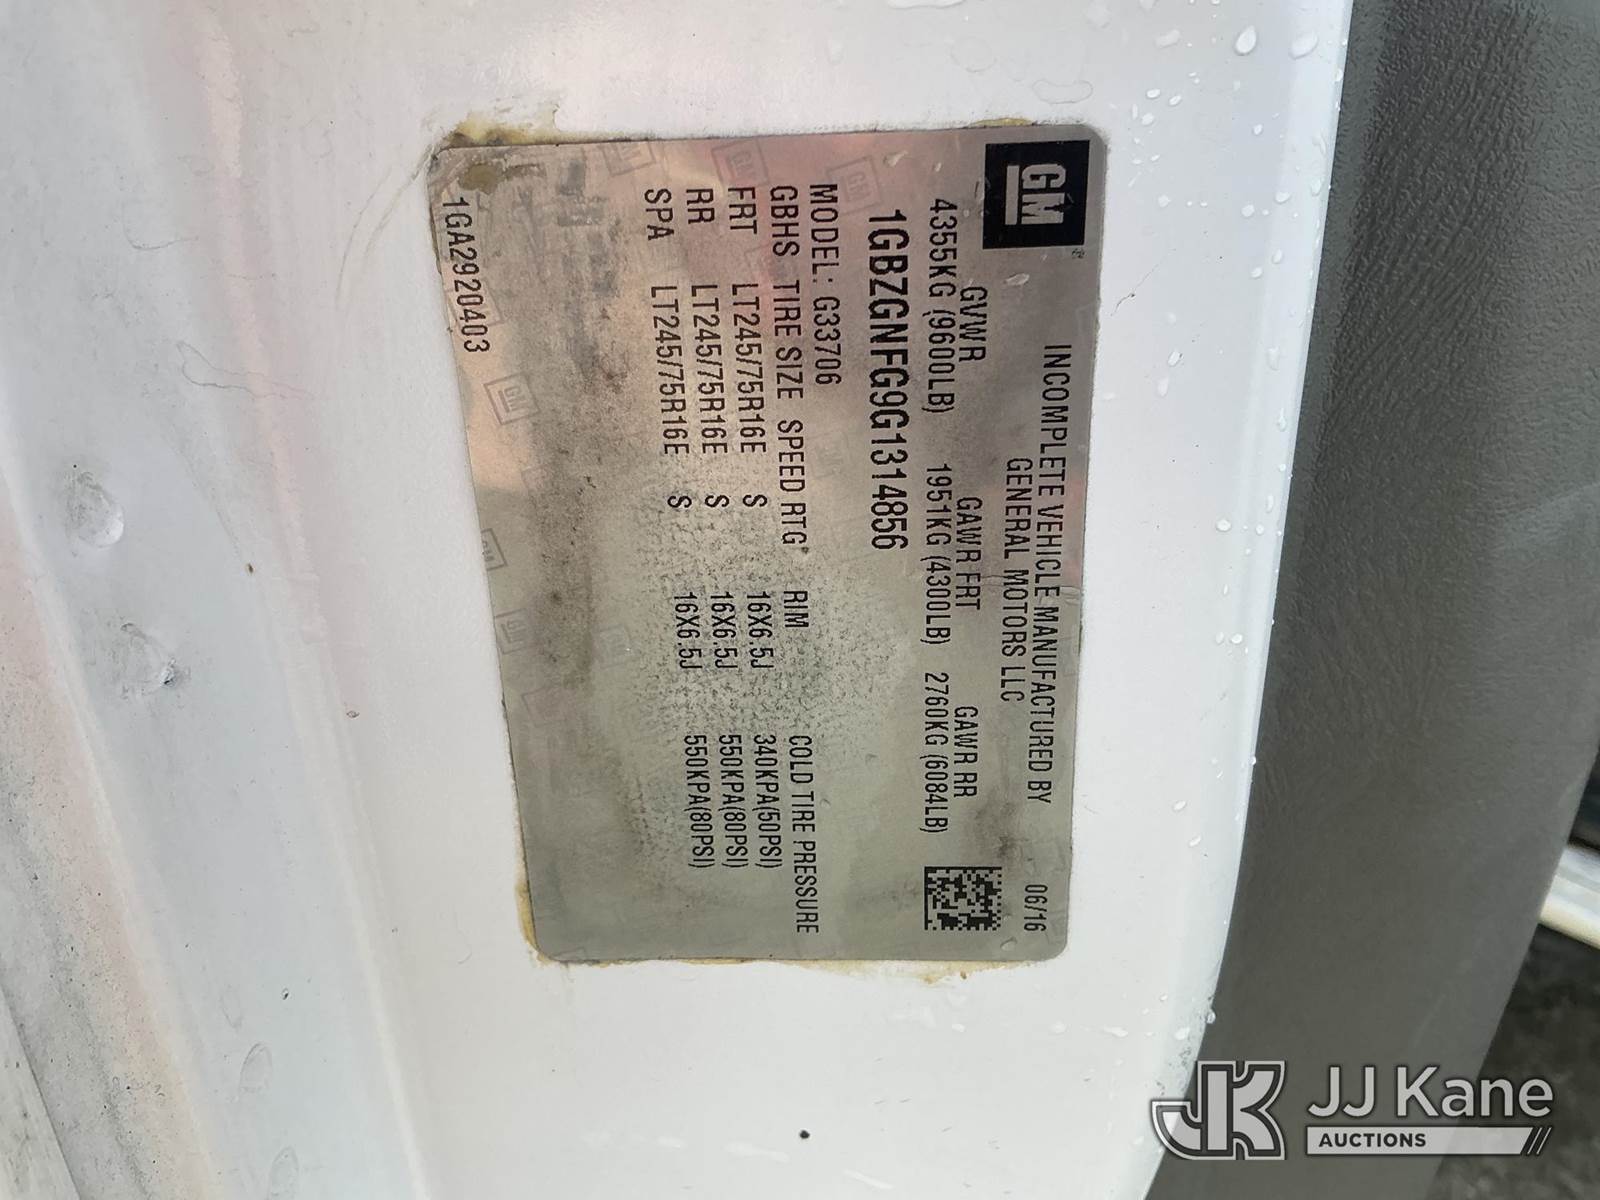 GM
INCOMPLETE VEHICLE MANUFACTURED BY 06/16
GENERAL MOTORS LLC
GVWR GAWR FRT GAWR RR
4355KG (9600LB) 1951KG (4300LB) 2760KG (6084LB)
1GBZGNFG9G1314856
MODEL: G33706
GBHS TIRE SIZE SPEED RTG RIM COLD TIRE PRESSURE
FRT LT245/75R16E S 16X6.5J 340KPA(50PSI)
RR LT245/75R16E S 16X6.5J 550KPA(80PSI)
SPA LT245/75R16E S 16X6.5J 550KPA(80PSI)
1GA2920403
JK JJ Kane
AUCTIONS